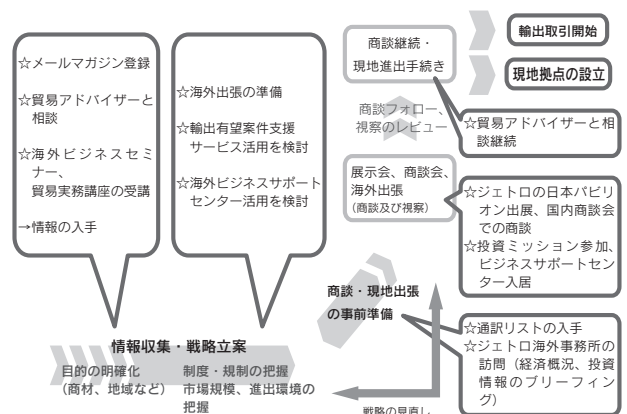 ☆メールマガジン登録
☆貿易アドバイザーと
相談
☆海外ビジネスセミ
ナー、
貿易実務講座の受講
→情報の入手
☆海外出張の準備
☆輸出有望案件支援
サービス活用を検討
☆海外ビジネスサポート
センター活用を検討
商談継続・
現地進出手続き
輸出取引開始
現地拠点の設立
商談フォロー、
視察のレビュー
☆貿易アドバイザーと相
談継続
展示会、商談会、
海外出張
(商談及び視察)
☆ジェトロの日本パビリ
オン出展、国内商談会
での商談
☆投資ミッション参加、
ビジネスサポートセン
ター入居
商談・現地出張
の事前準備
☆通訳リストの入手
☆ジェトロ海外事務所の
訪問(経済概況、投資
情報のブリーフィン
グ)
情報収集・戦略立案
目的の明確化
(商材、地域など)
制度・規制の把握
市場規模、進出環境の
把握
戦略の見直し